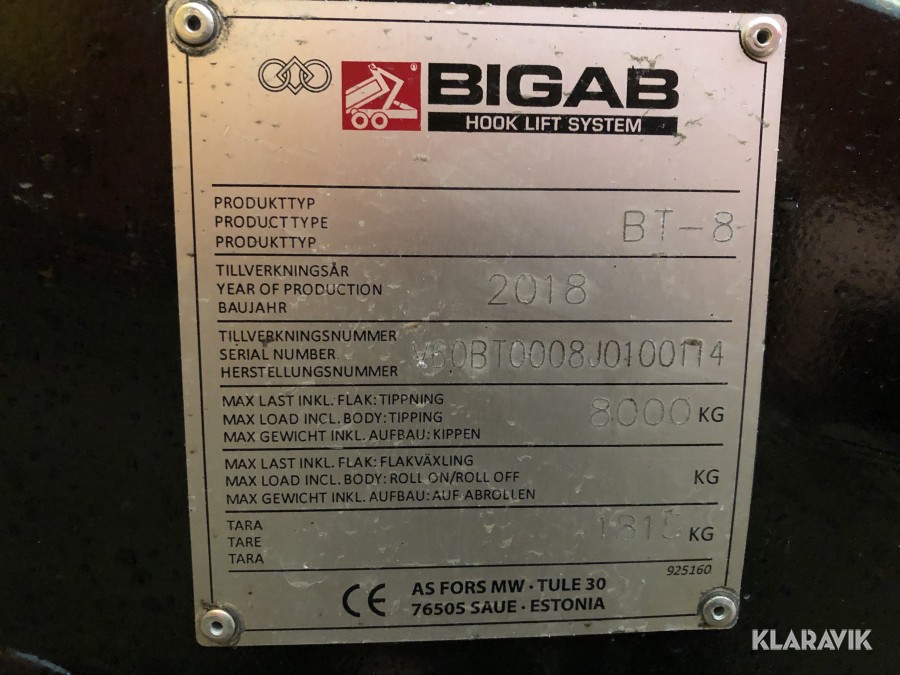 BIGAB
HOOK LIFT SYSTEM
PRODUKTTYP
PRODUCT TYPE BT-8
PRODUKTTYP
TILLVERKNINGSÅR
YEAR OF PRODUCTION 2018
BAUJAHR
TILLVERKNINGSNUMMER
SERIAL NUMBER
HERSTELLUNGSNUMMER
MAX LAST INKL. FLAK: TIPPNING
MAX LOAD INCL. BODY: TIPPING 8000 KG
MAX GEWICHT INKL. AUFBAU: KIPPEN
MAX LAST INKL. FLAK: FLAKVÄXLING
MAX LOAD INCL. BODY: ROLL ON/ROLL OFF KG
MAX GEWICHT INKL. AUFBAU: AUF ABROLLEN
TARA
TARE KG
TARA
925160
CE AS FORS MW · TULE 30
76505 SAUE · ESTONIA
KLARAVIK